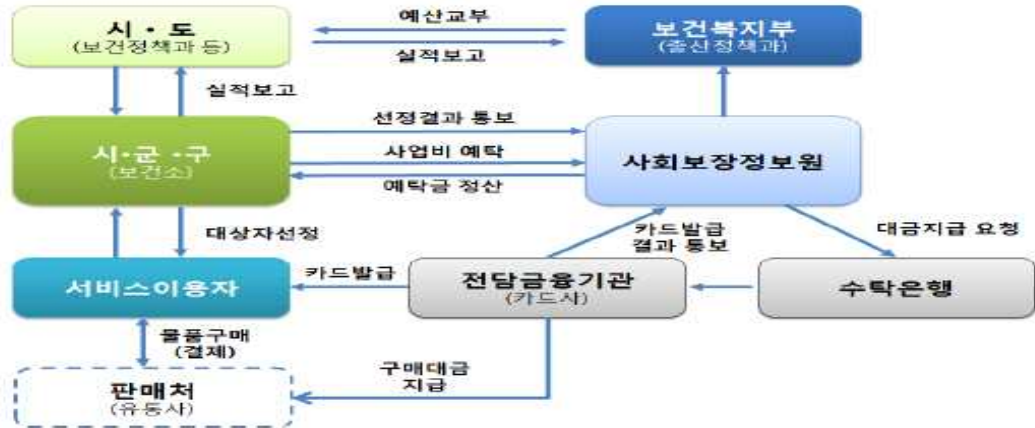 시 · 도
(보건정책과 등)
예산교부
실적보고
보건복지부
(출산정책과)
실적보고
시·군·구
(보건소)
선정결과 통보
사업비 예탁
예탁금 정산
사회보장정보원
대상자선정
카드발급
결과 통보
대금지급 요청
서비스이용자
카드발급
전담금융기관
(카드사)
수탁은행
물품구매
(결제)
구매대금
지급
판매처
(유통사)